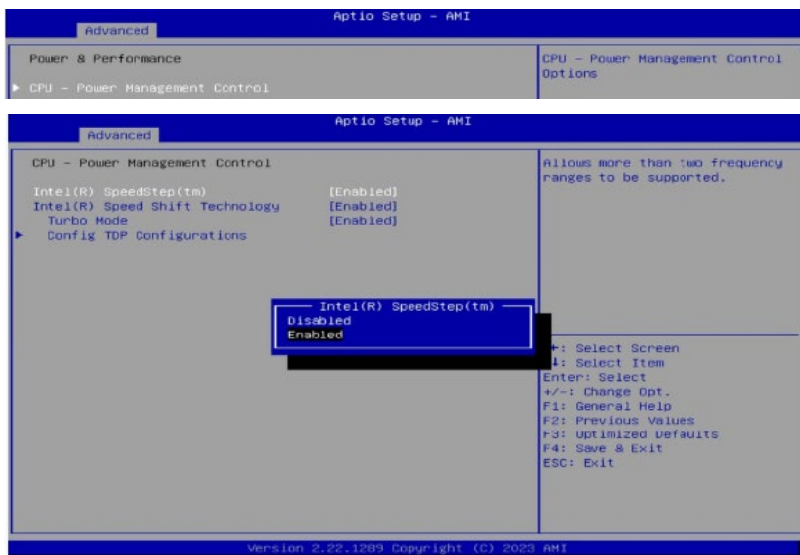 Aptio Setup – AMI
Advanced
Power & Performance
CPU – Power Management Control
Options
▶ CPU – Power Management Control
Aptio Setup – AMI
Advanced
CPU – Power Management Control
Intel(R) SpeedStep(tm) [Enabled]
Intel(R) Speed Shift Technology [Enabled]
Turbo Mode [Enabled]
▶ Config TDP Configurations
Allows more than two frequency
ranges to be supported.
Intel(R) SpeedStep(tm)
Disabled
Enabled
: Select Screen
: Select Item
Enter: Select
+/-: Change Opt.
F1: General Help
F2: Previous Values
F3: Optimized Defaults
F4: Save & Exit
ESC: Exit
Version 2.22.1289 Copyright (C) 2023 AMI